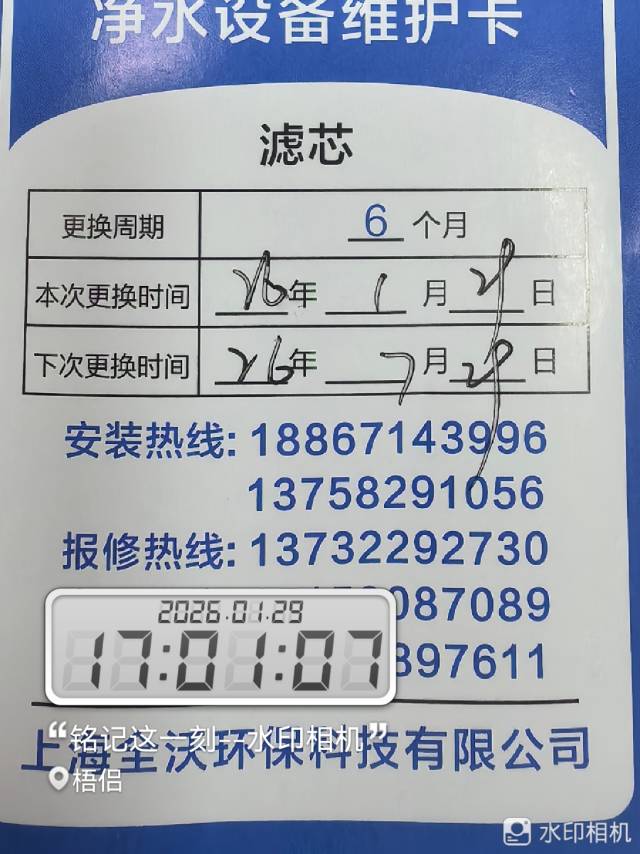 净水设备维护卡
滤芯
更换周期 6 个月
本次更换时间 26年 1 月 29 日
下次更换时间 26年 7 月 29 日
安装热线: 18867143996
13758291056
报修热线: 13732292730
087089
897611
2026.01.29
17:01:07
“铭记这一刻--水印相机”
上海全沃环保科技有限公司
梧侣
水印相机